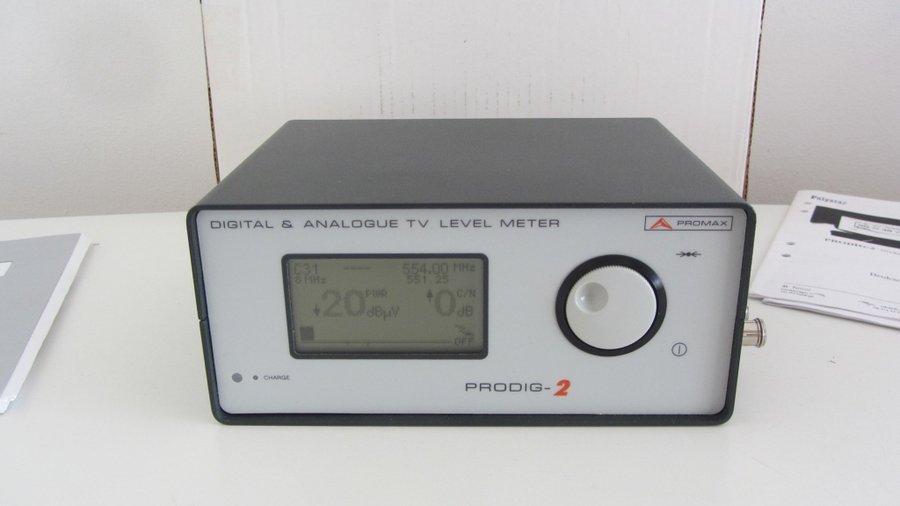 DIGITAL & ANALOGUE TV LEVEL METER
PROMAX
C31 ---- 554.00 MHz
8 MHz 551.25
20 PWR dBµV 0 C/N dB
OFF
CHARGE
PRODIG-2
Polystar